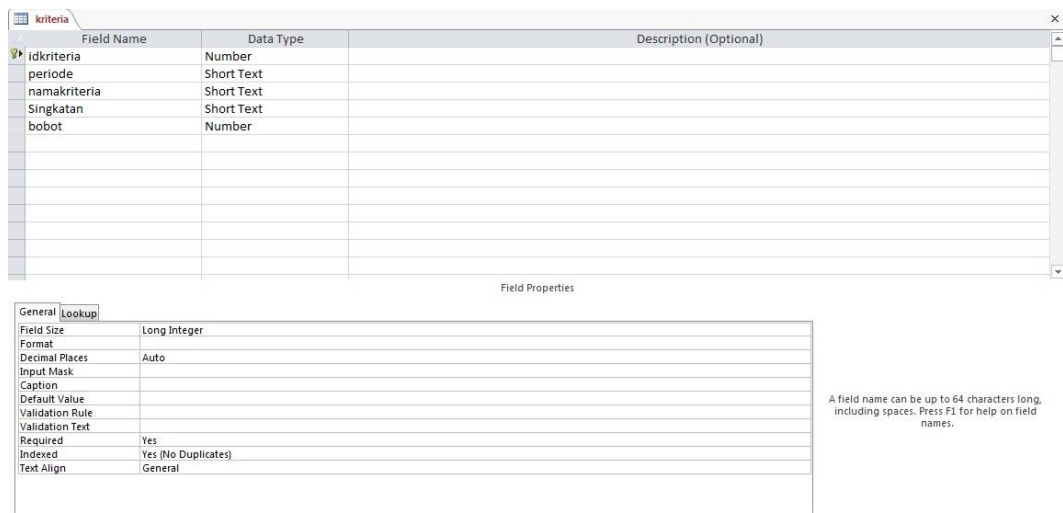 kriteria
Field Name Data Type Description (Optional)
idkriteria Number
periode Short Text
namakriteria Short Text
Singkatan Short Text
bobot Number
Field Properties
General Lookup
Field Size Long Integer
Format
Decimal Places Auto
Input Mask
Caption
Default Value
Validation Rule
Validation Text
Required Yes
Indexed Yes (No Duplicates)
Text Align General
A field name can be up to 64 characters long,
including spaces. Press F1 for help on field
names.